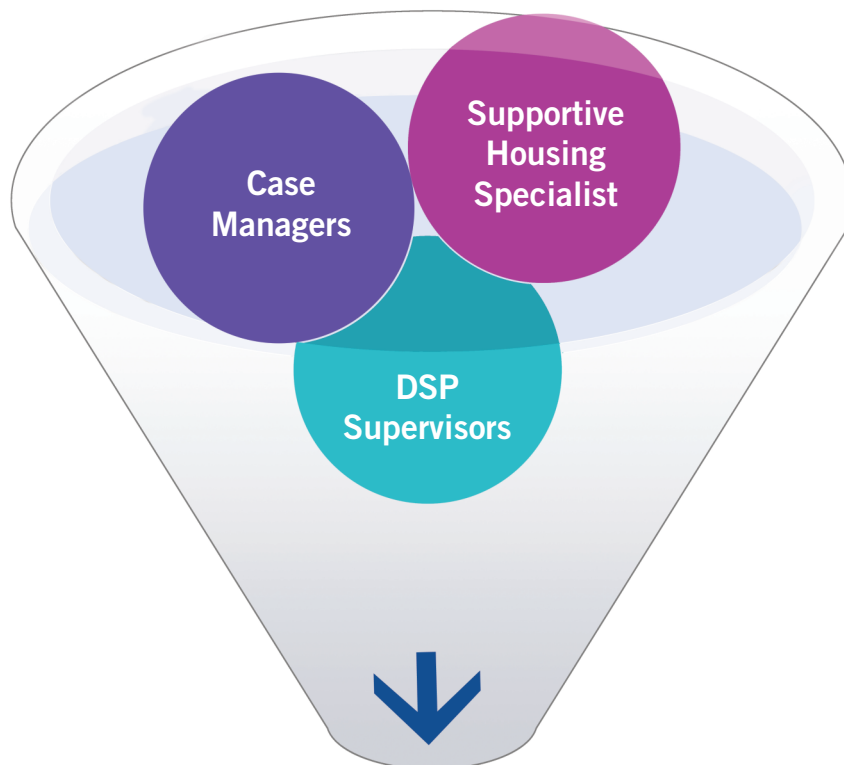 Case
Managers
Supportive
Housing
Specialist
DSP
Supervisors